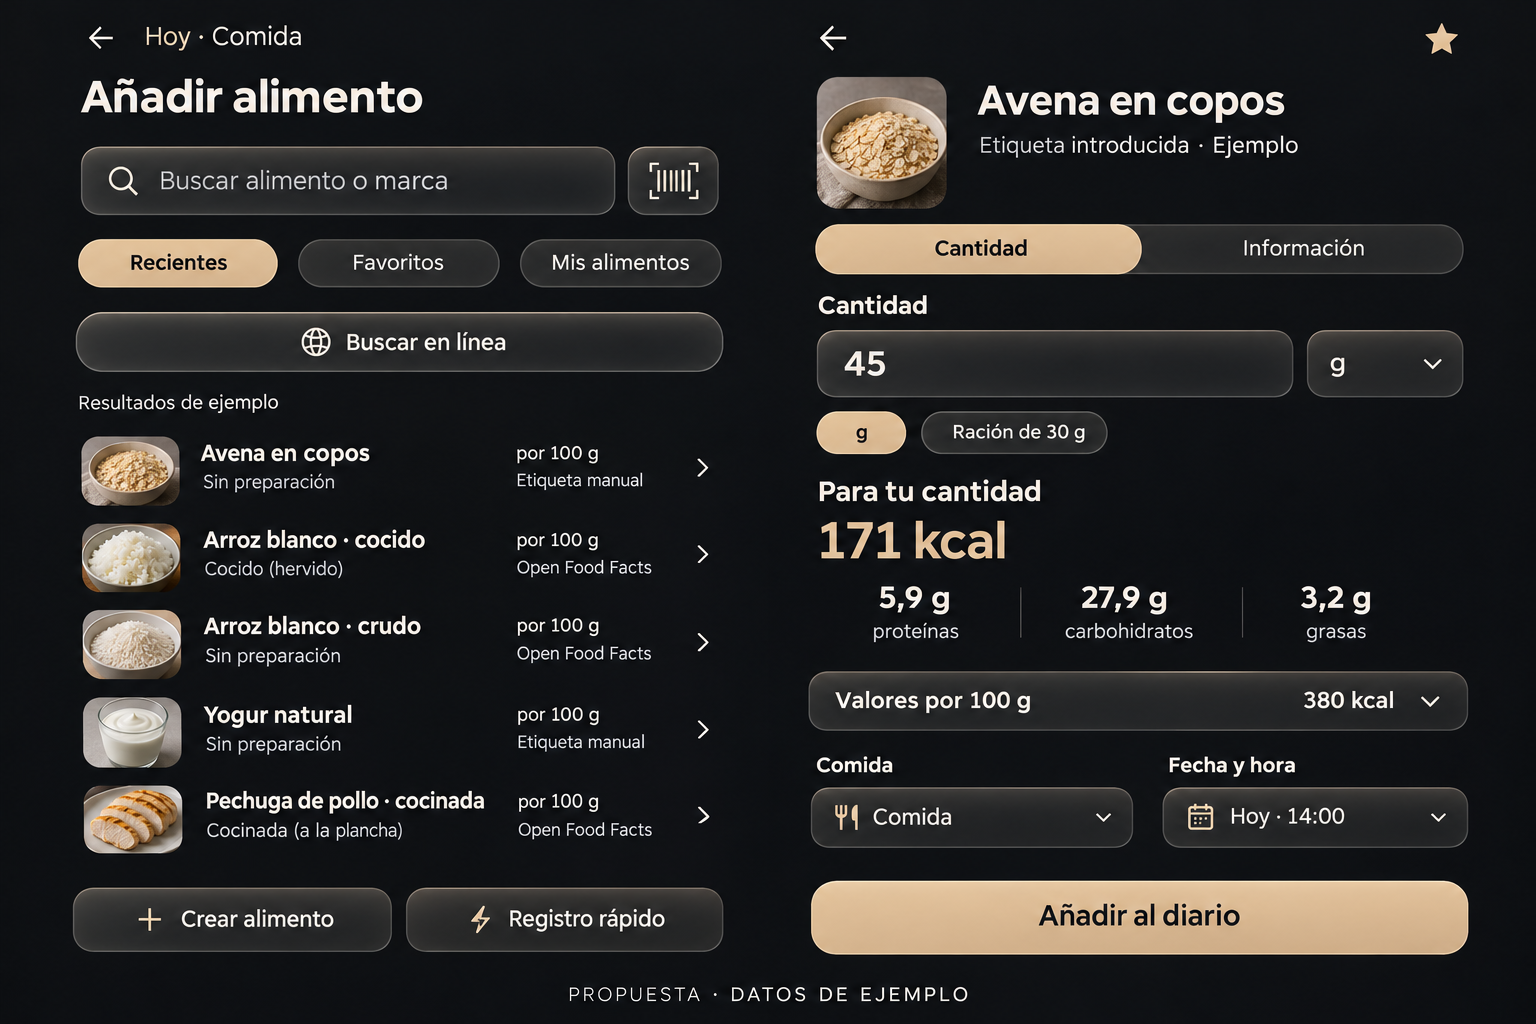 Hoy · Comida
Añadir alimento
Buscar alimento o marca
Recientes
Favoritos
Mis alimentos
Buscar en línea
Resultados de ejemplo
Avena en copos
Sin preparación
por 100 g
Etiqueta manual
Arroz blanco · cocido
Cocido (hervido)
por 100 g
Open Food Facts
Arroz blanco · crudo
Sin preparación
por 100 g
Open Food Facts
Yogur natural
Sin preparación
por 100 g
Etiqueta manual
Pechuga de pollo · cocinada
Cocinada (a la plancha)
por 100 g
Open Food Facts
Crear alimento
Registro rápido
Avena en copos
Etiqueta introducida · Ejemplo
Cantidad
Información
Cantidad
45
g
g
Ración de 30 g
Para tu cantidad
171 kcal
5,9 g
proteínas
27,9 g
carbohidratos
3,2 g
grasas
Valores por 100 g
380 kcal
Comida
Comida
Fecha y hora
Hoy · 14:00
Añadir al diario
PROPUESTA · DATOS DE EJEMPLO